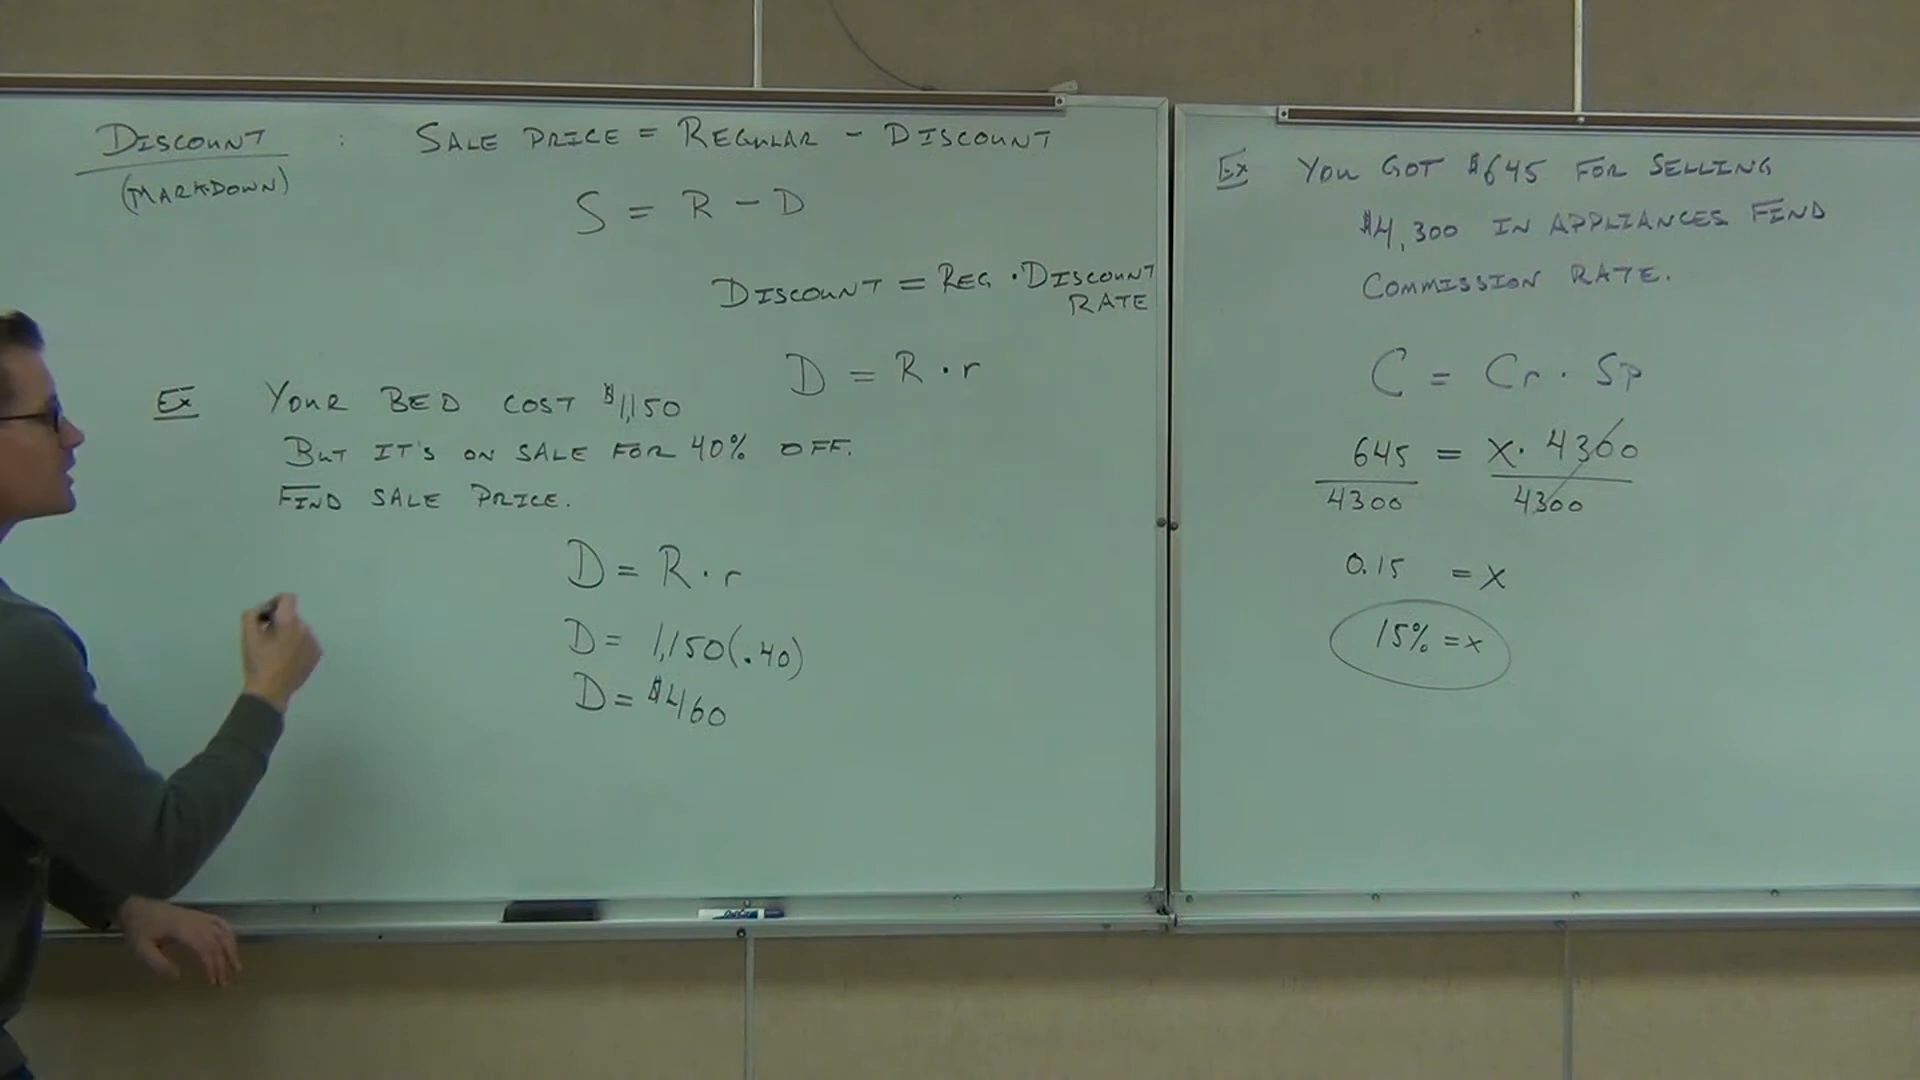 DISCOUNT : SALE PRICE = REGULAR - DISCOUNT
(MARKDOWN)
S = R - D
DISCOUNT = REG · DISCOUNT
RATE
D = R · r
Ex YOUR BED COST $1,150
BUT IT'S ON SALE FOR 40% OFF.
FIND SALE PRICE.
D = R · r
D = 1,150(.40)
D = $460
Ex YOU GOT $645 FOR SELLING
$4,300 IN APPLIANCES FIND
COMMISSION RATE.
C = Cr · Sp
645 = x · 4300
4300 4300
0.15 = x
15% = x